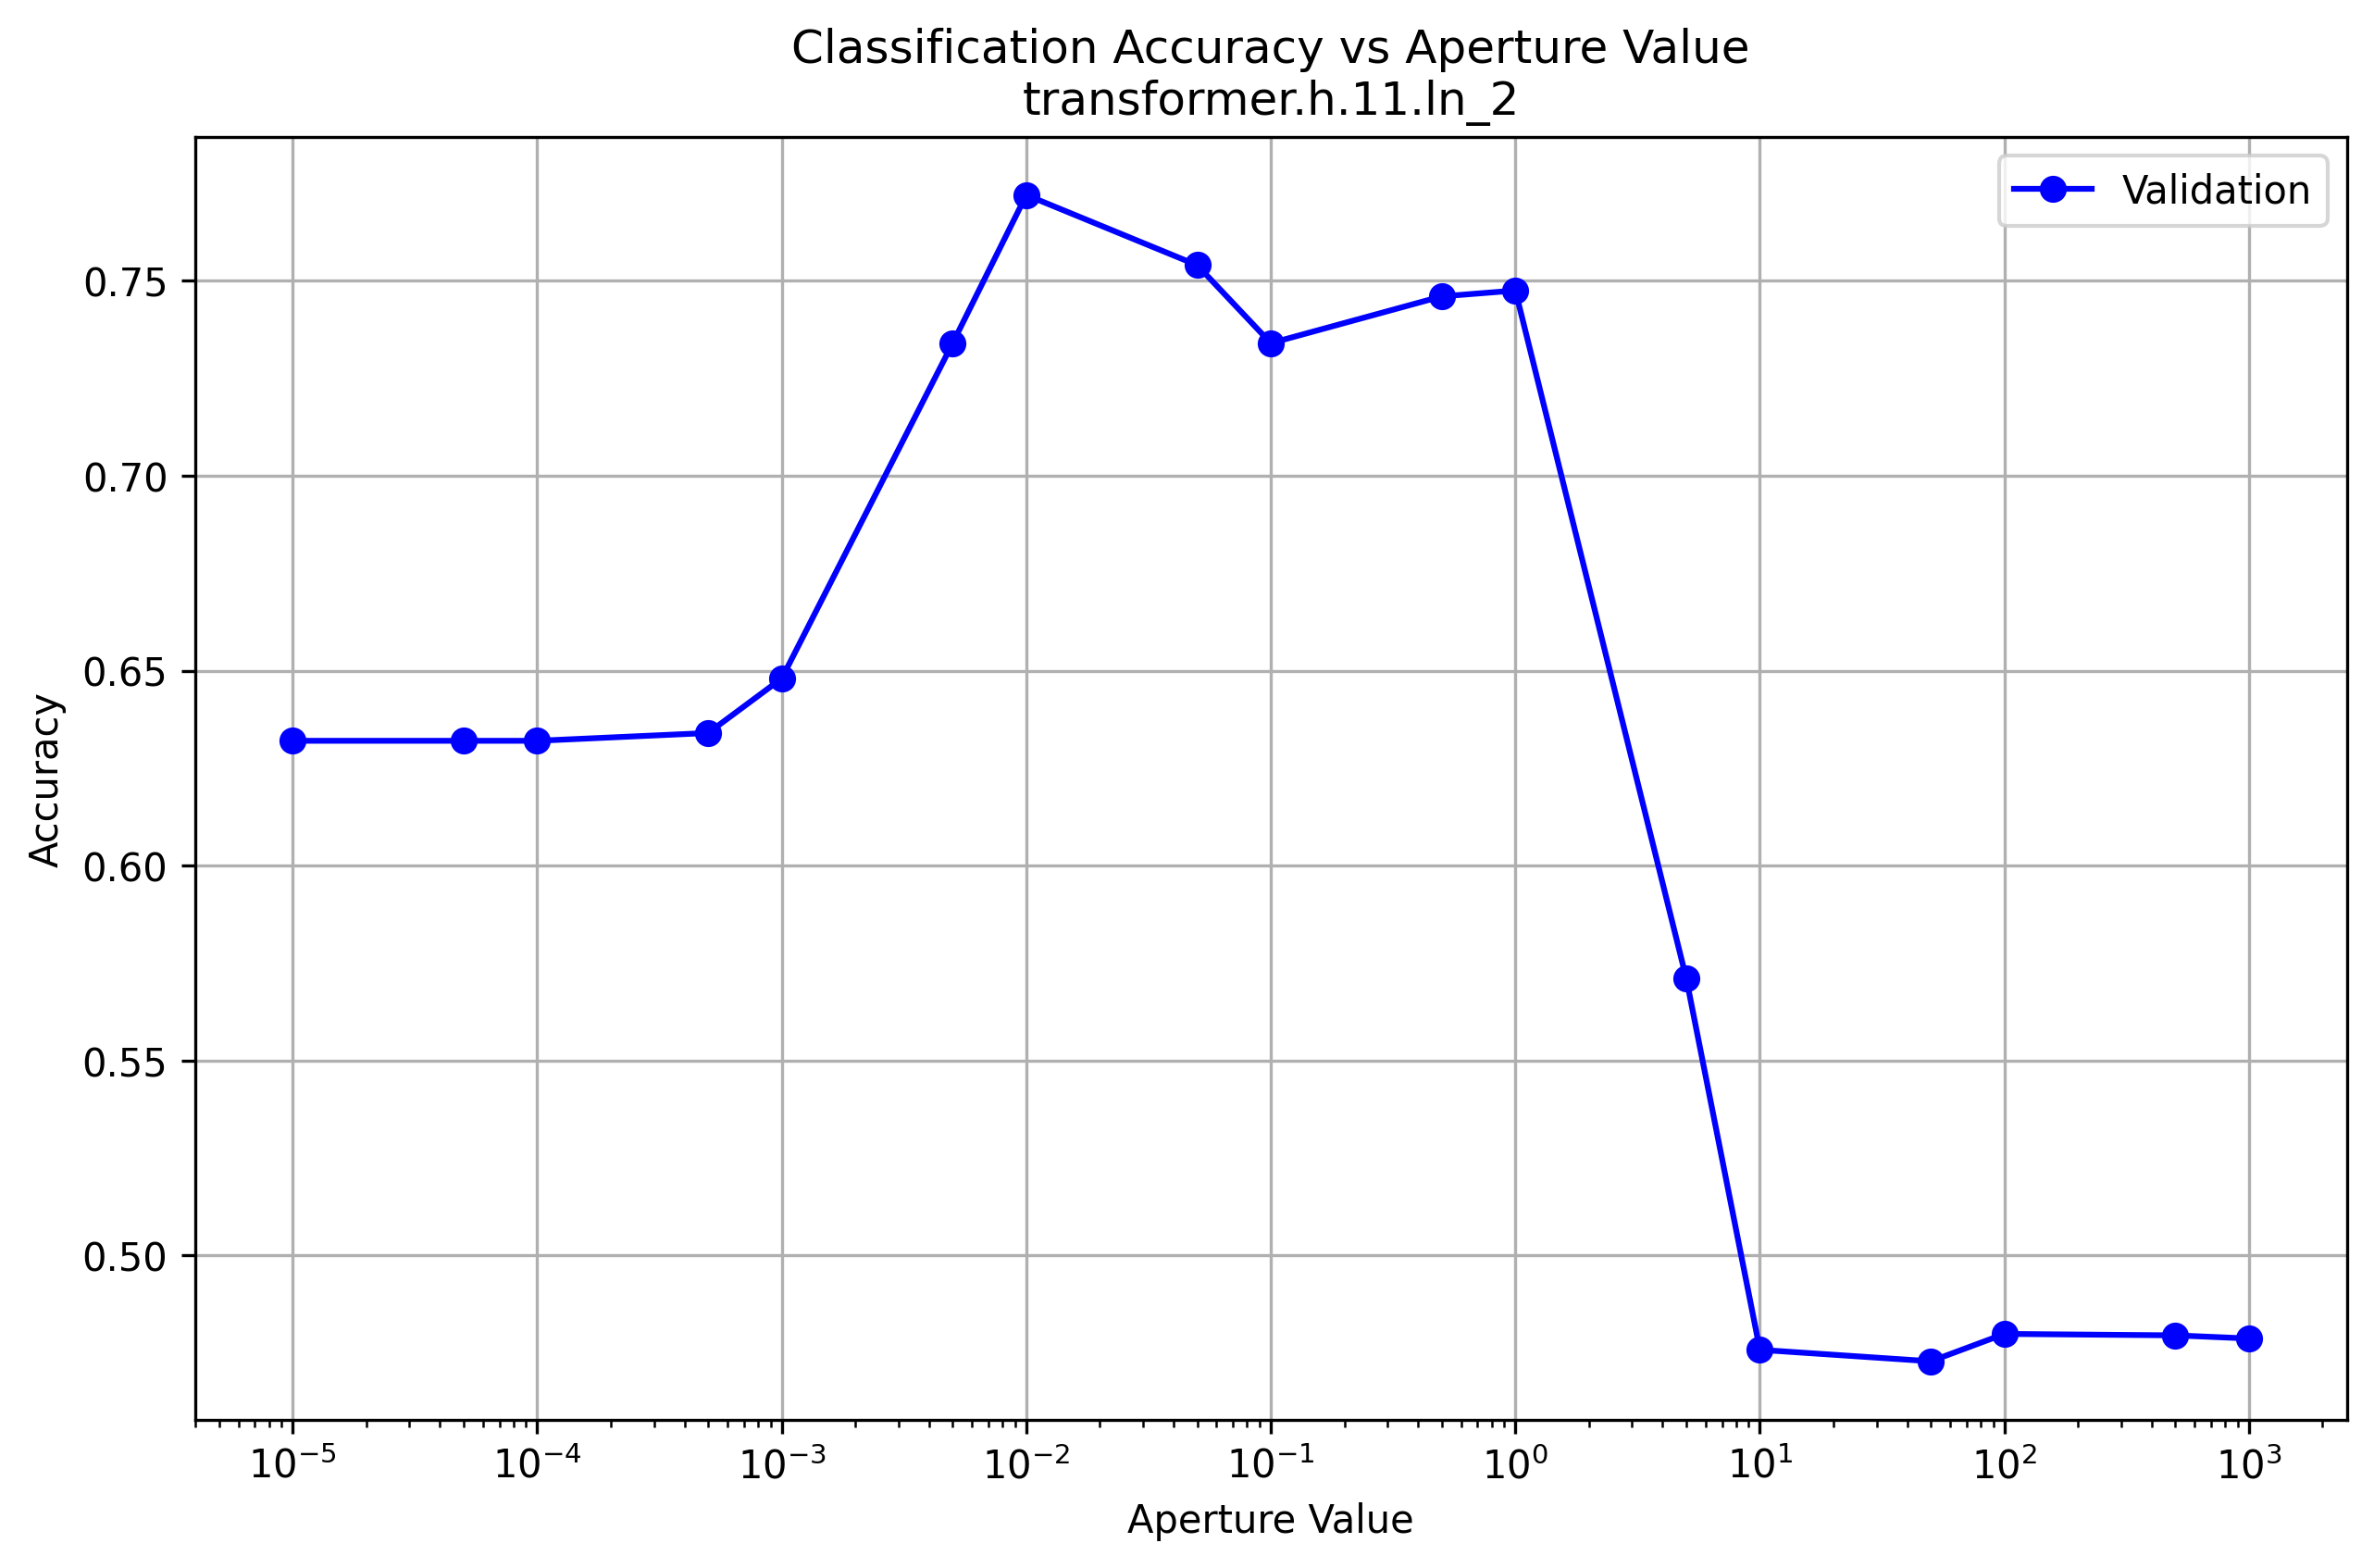 Classification Accuracy vs Aperture Value
transformer.h.11.ln_2
Validation
0.75
0.70
0.65
0.60
0.55
0.50
Accuracy
10⁻⁵ 10⁻⁴ 10⁻³ 10⁻² 10⁻¹ 10⁰ 10¹ 10² 10³
Aperture Value